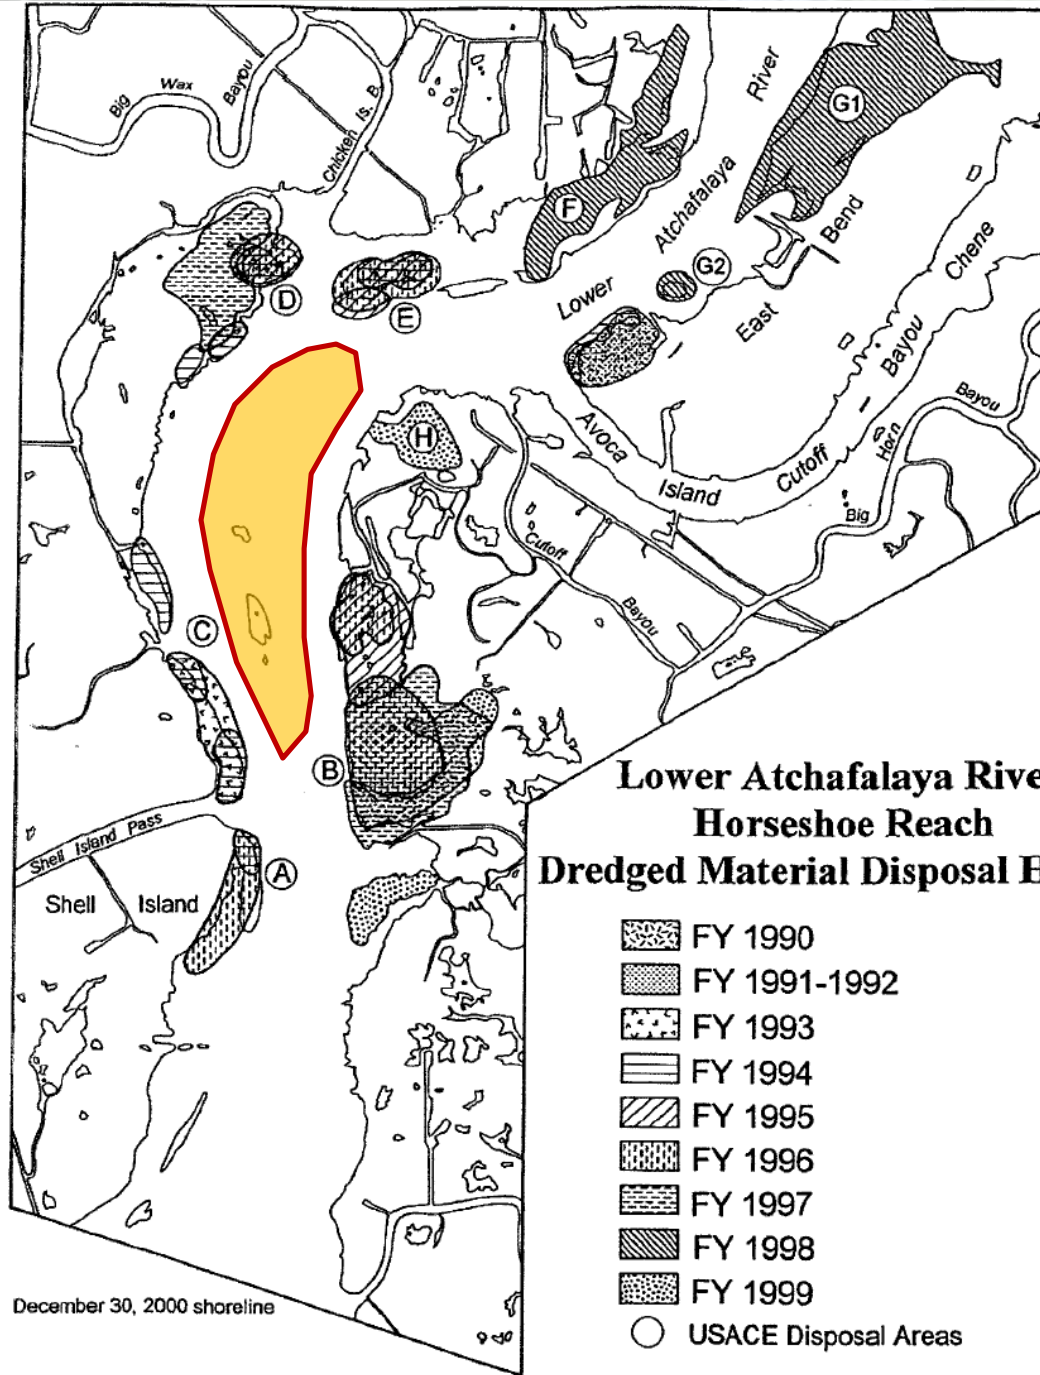 Big Wax Bayou
Chicken Is. B.
River
G1
F
Atchafalaya
Bend
Chene
G2
D
Lower
East
E
Bayou
Bayou
H
Avoca
Horn
Cutoff
Island
Big
Cutoff
Bayou
C
B
Lower Atchafalaya Rive
Horseshoe Reach
Dredged Material Disposal H
Shell Island Pass
A
Shell Island
FY 1990
FY 1991-1992
FY 1993
FY 1994
FY 1995
FY 1996
FY 1997
FY 1998
FY 1999
USACE Disposal Areas
December 30, 2000 shoreline